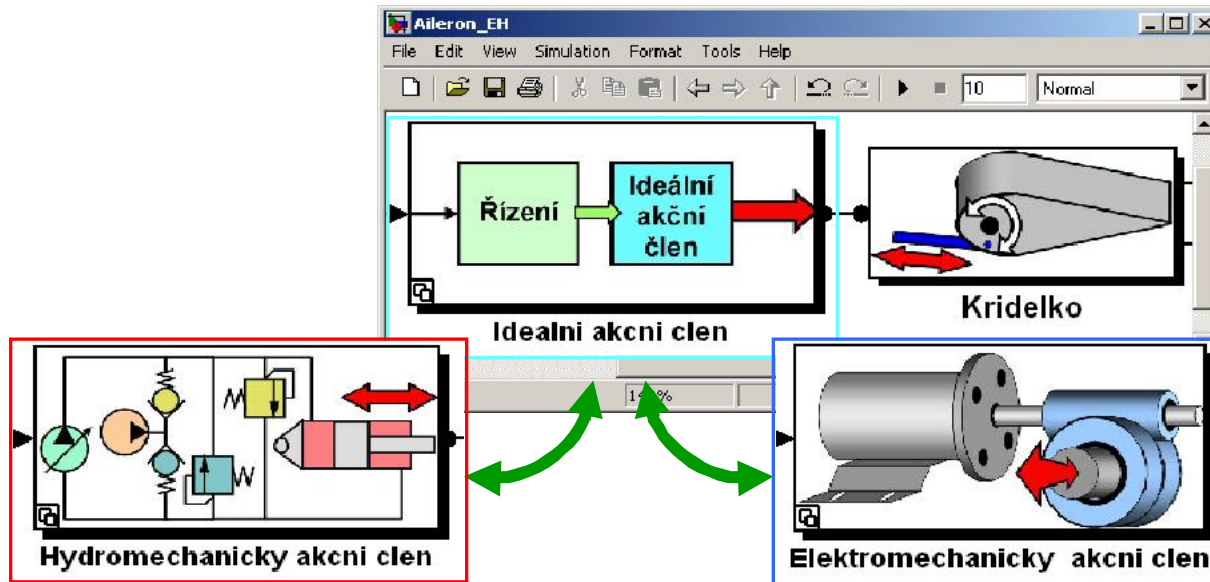 Aileron_EH
File Edit View Simulation Format Tools Help
10 Normal
Řízení
Ideální
akční
člen
Idealni akcni clen
Kridelko
Hydromechanicky akcni clen
Elektromechanicky akcni clen